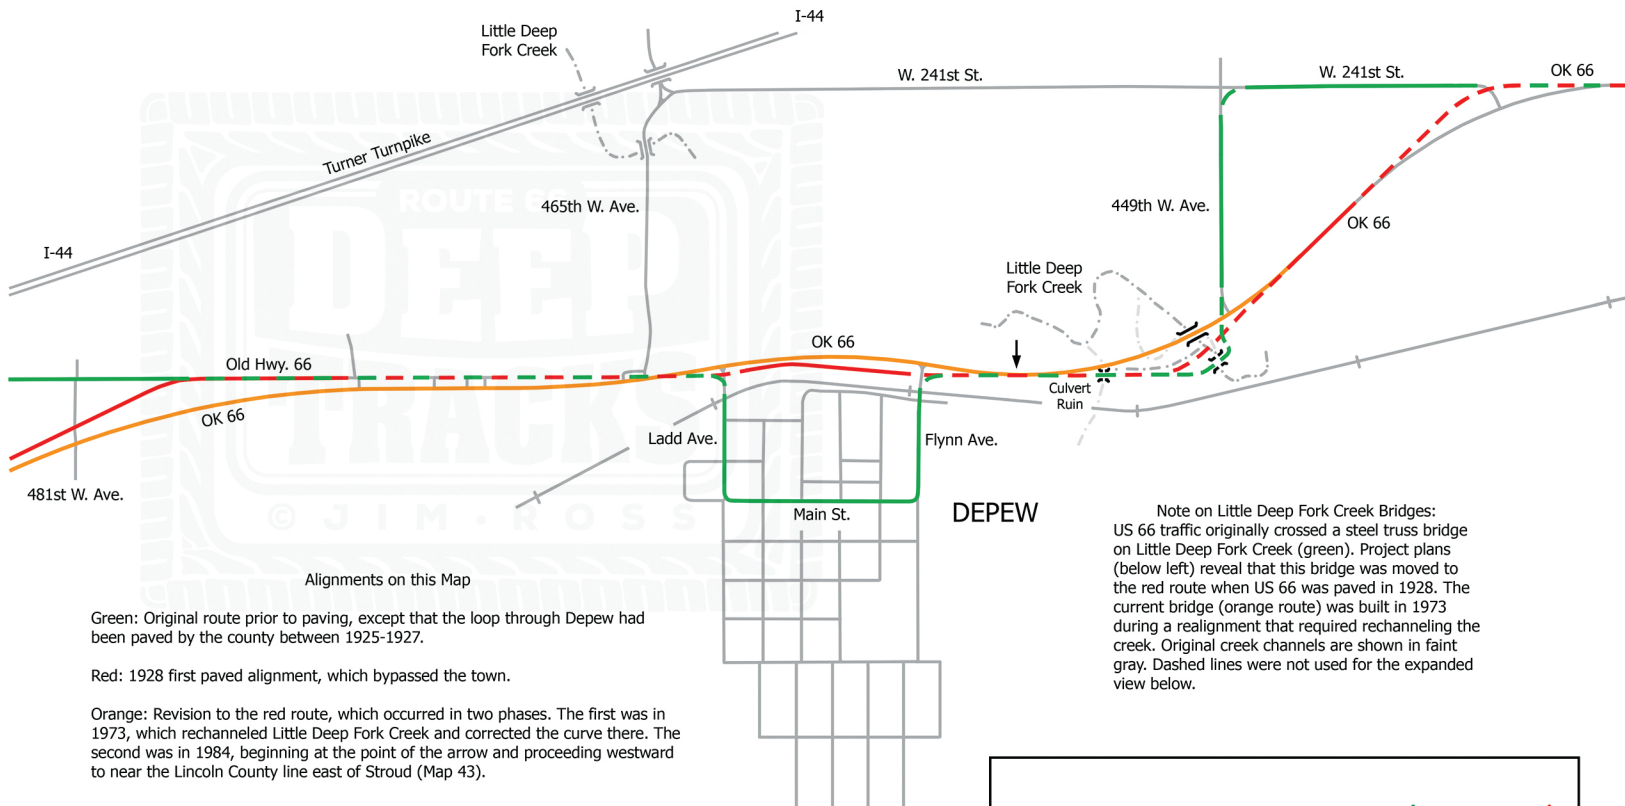 I-44
Little Deep
Fork Creek
W. 241st St.
W. 241st St.
OK 66
Turner Turnpike
ROUTE 66
DEEP
TRACKS
© JIM · ROSS
465th W. Ave.
449th W. Ave.
OK 66
I-44
Little Deep
Fork Creek
OK 66
Old Hwy. 66
Culvert
Ruin
OK 66
Ladd Ave.
Flynn Ave.
481st W. Ave.
Main St.
DEPEW
Note on Little Deep Fork Creek Bridges:
US 66 traffic originally crossed a steel truss bridge
on Little Deep Fork Creek (green). Project plans
(below left) reveal that this bridge was moved to
the red route when US 66 was paved in 1928. The
current bridge (orange route) was built in 1973
during a realignment that required rechanneling the
creek. Original creek channels are shown in faint
gray. Dashed lines were not used for the expanded
view below.
Alignments on this Map
Green: Original route prior to paving, except that the loop through Depew had
been paved by the county between 1925-1927.
Red: 1928 first paved alignment, which bypassed the town.
Orange: Revision to the red route, which occurred in two phases. The first was in
1973, which rechanneled Little Deep Fork Creek and corrected the curve there. The
second was in 1984, beginning at the point of the arrow and proceeding westward
to near the Lincoln County line east of Stroud (Map 43).